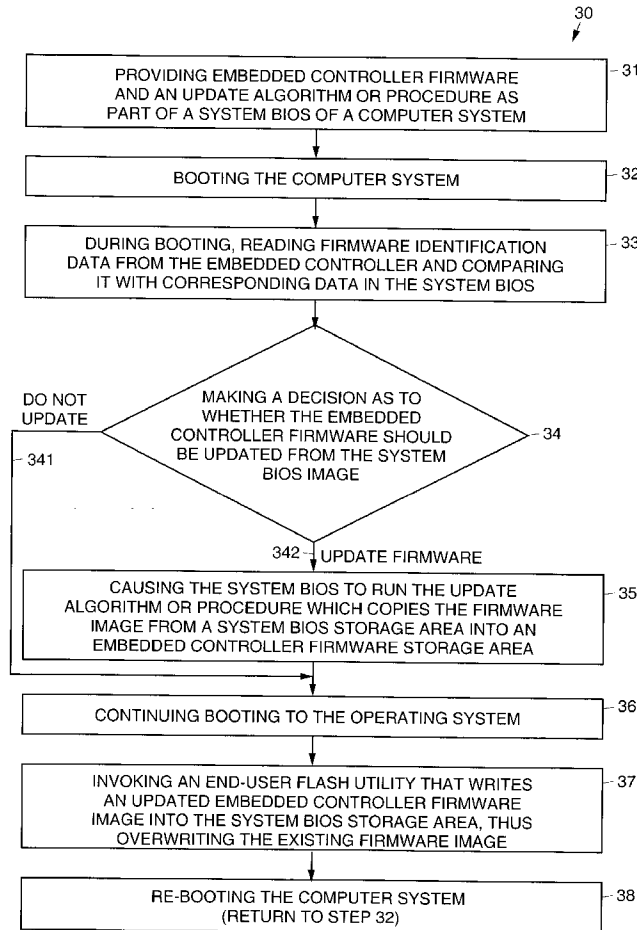 30
PROVIDING EMBEDDED CONTROLLER FIRMWARE
AND AN UPDATE ALGORITHM OR PROCEDURE AS
PART OF A SYSTEM BIOS OF A COMPUTER SYSTEM
31
BOOTING THE COMPUTER SYSTEM
32
DURING BOOTING, READING FIRMWARE IDENTIFICATION
DATA FROM THE EMBEDDED CONTROLLER AND COMPARING
IT WITH CORRESPONDING DATA IN THE SYSTEM BIOS
33
MAKING A DECISION AS TO
WHETHER THE EMBEDDED
CONTROLLER FIRMWARE SHOULD
BE UPDATED FROM THE SYSTEM
BIOS IMAGE
34
DO NOT
UPDATE
341
342
UPDATE FIRMWARE
CAUSING THE SYSTEM BIOS TO RUN THE UPDATE
ALGORITHM OR PROCEDURE WHICH COPIES THE FIRMWARE
IMAGE FROM A SYSTEM BIOS STORAGE AREA INTO AN
EMBEDDED CONTROLLER FIRMWARE STORAGE AREA
35
CONTINUING BOOTING TO THE OPERATING SYSTEM
36
INVOKING AN END-USER FLASH UTILITY THAT WRITES
AN UPDATED EMBEDDED CONTROLLER FIRMWARE
IMAGE INTO THE SYSTEM BIOS STORAGE AREA, THUS
OVERWRITING THE EXISTING FIRMWARE IMAGE
37
RE-BOOTING THE COMPUTER SYSTEM
(RETURN TO STEP 32)
38